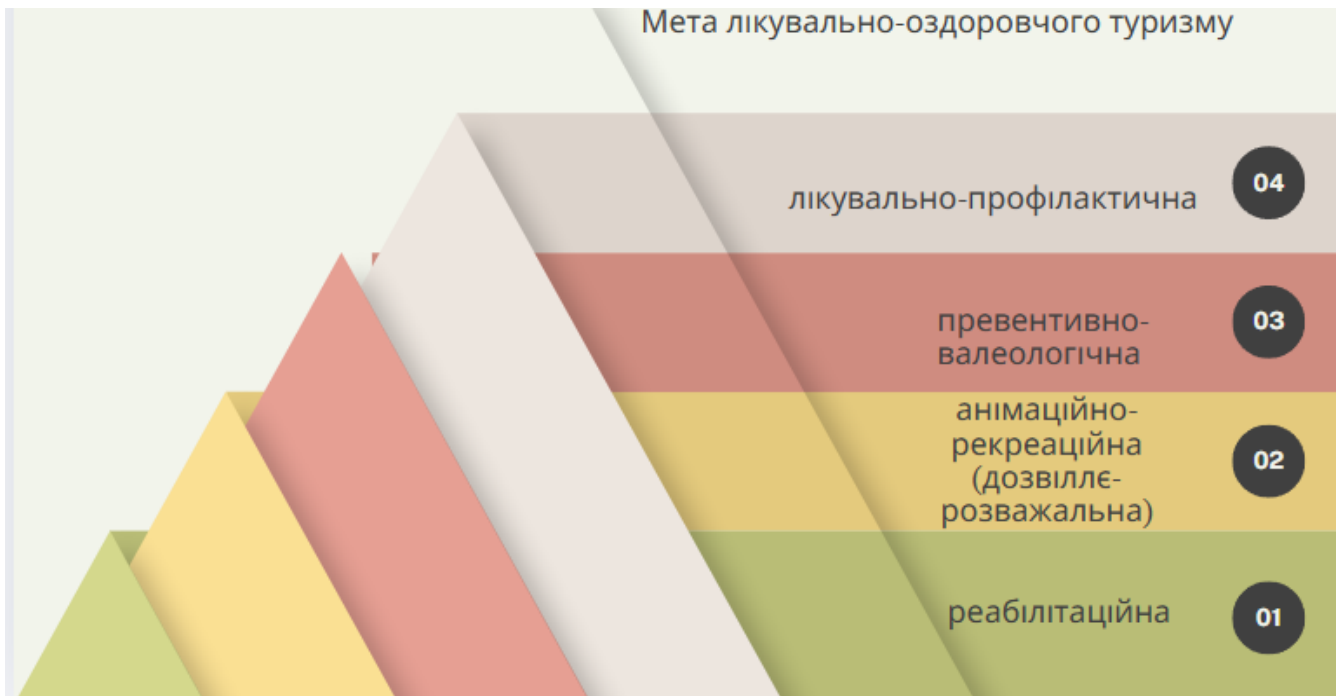 Мета лікувально-оздоровчого туризму
лікувально-профілактична
04
превентивно-
валеологічна
03
анімаційно-
рекреаційна
(дозвіллє-
розважальна)
02
реабілітаційна
01